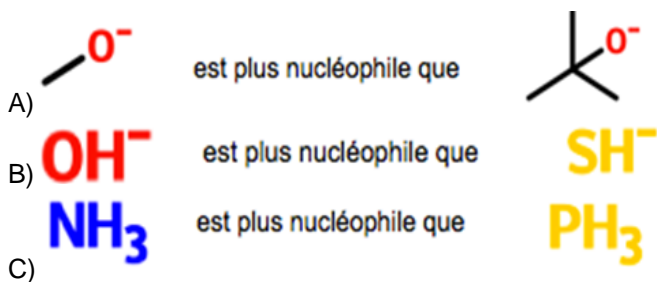 A) O⁻ est plus nucléophile que O⁻
B) OH⁻ est plus nucléophile que SH⁻
C) NH₃ est plus nucléophile que PH₃